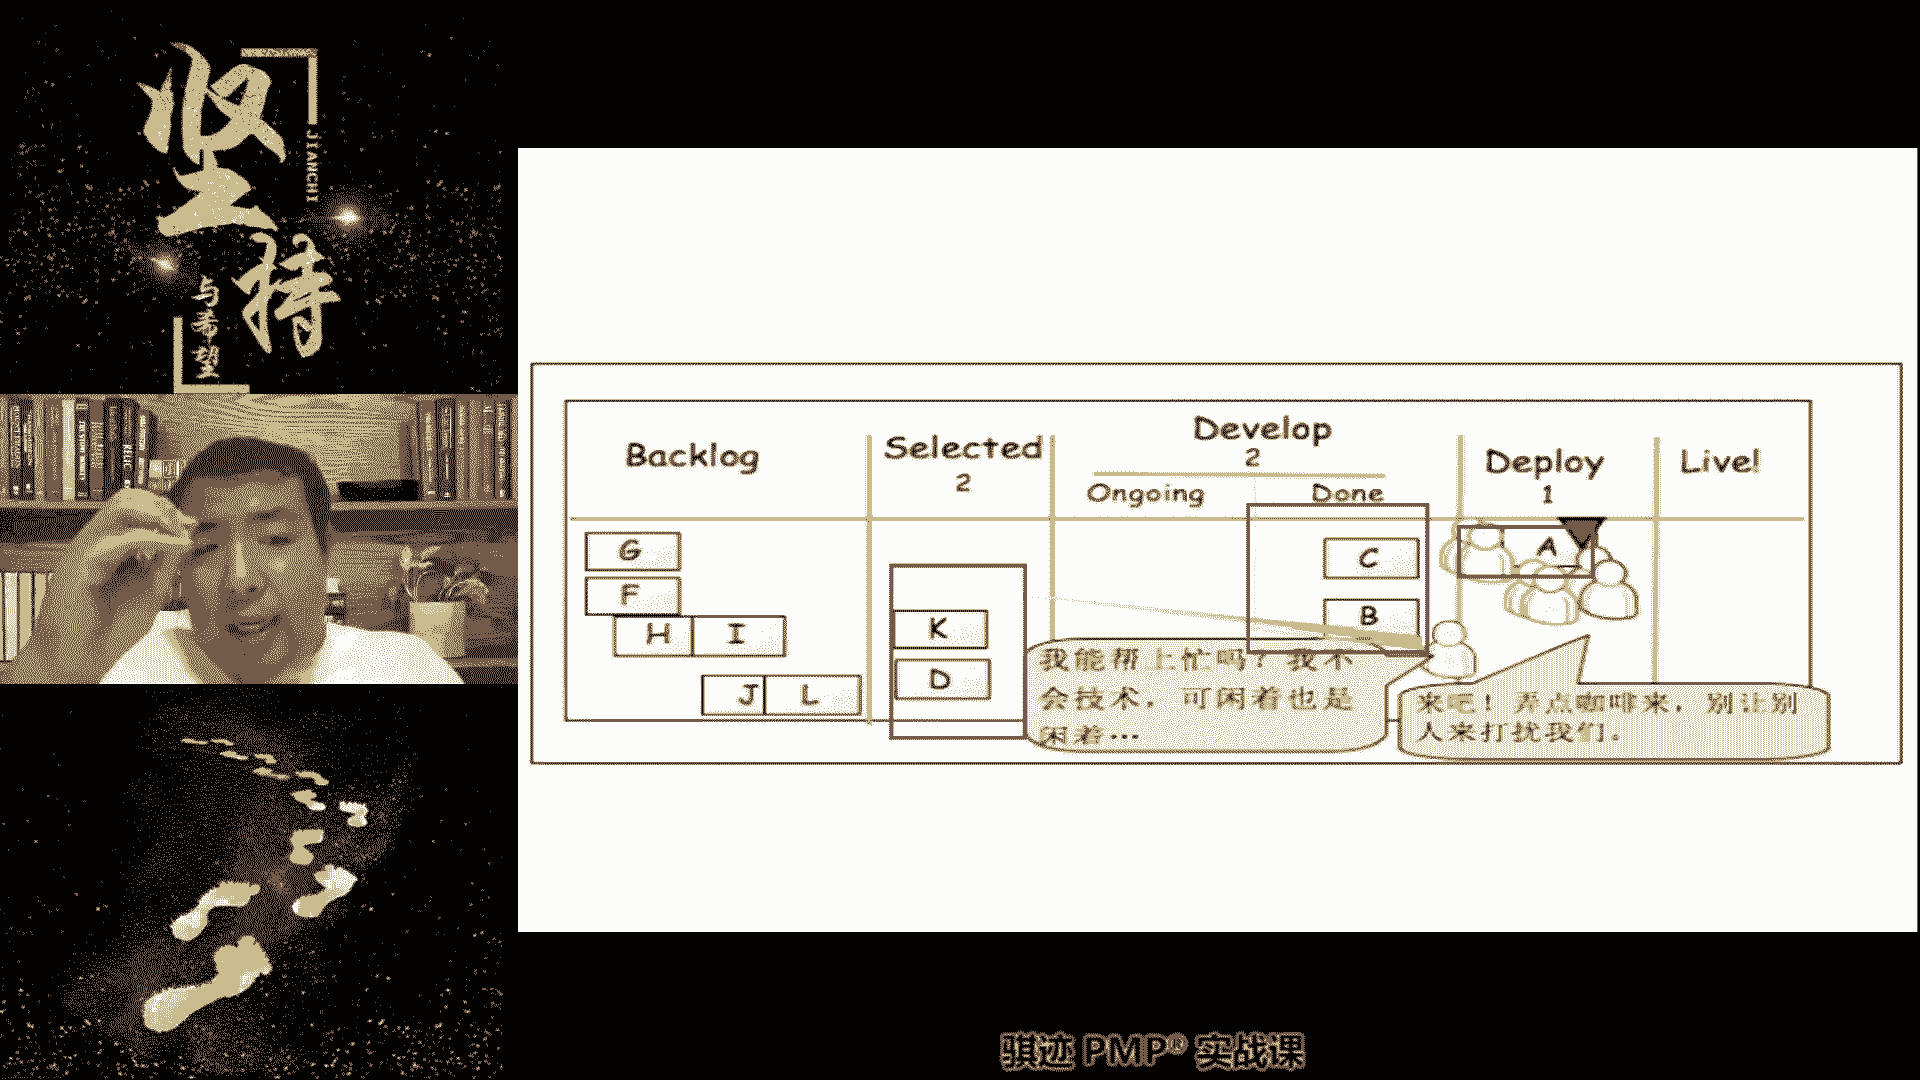 坚持
JIANCHI
与希望
Backlog
Selected
2
Develop
2
Ongoing
Done
Deploy
1
Live!
G
F
H
I
J
L
K
D
C
B
A
我能帮上忙吗？我不
会技术，可闲着也是
闲着…
来吧！弄点咖啡来，别让别
人来打扰我们。
骐迹 PMP® 实战课